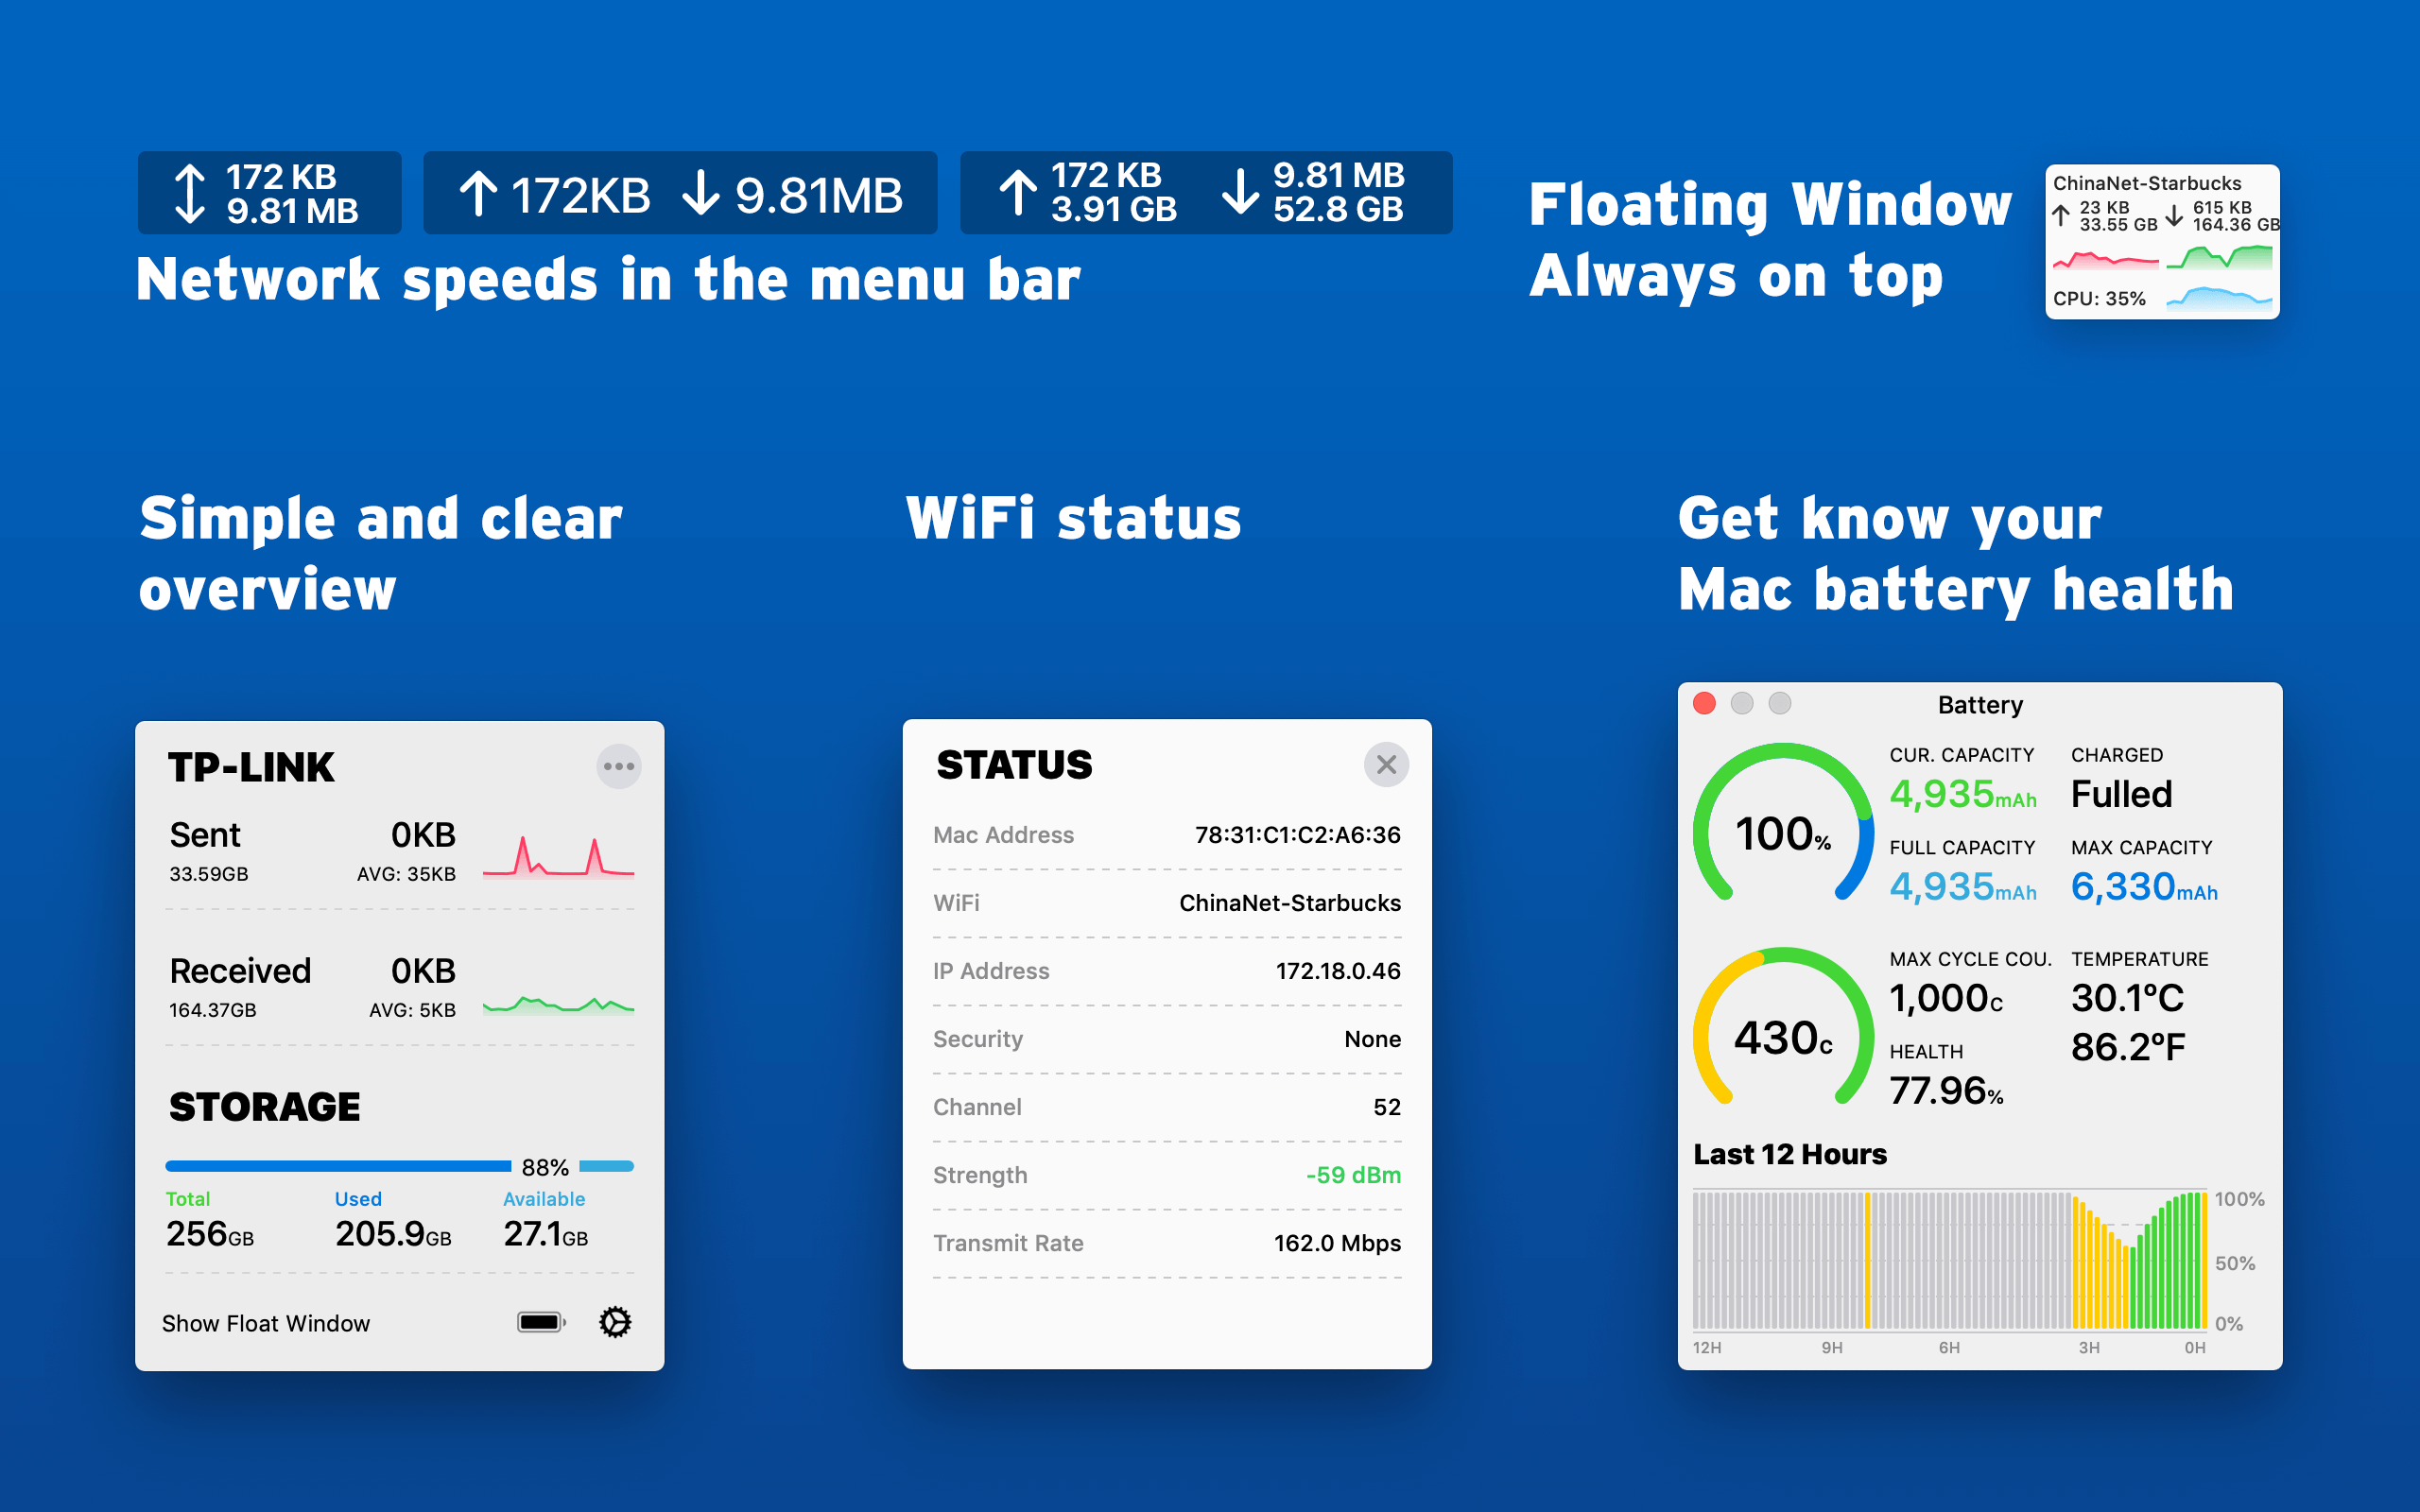 172 KB
9.81 MB
172KB 9.81MB
172 KB 9.81 MB
3.91 GB 52.8 GB
Network speeds in the menu bar
Floating Window
Always on top
ChinaNet-Starbucks
23 KB 615 KB
33.55 GB 164.36 GB
CPU: 35%
Simple and clear
overview
TP-LINK
Sent 0KB
33.59GB AVG: 35KB
Received 0KB
164.37GB AVG: 5KB
STORAGE
88%
Total Used Available
256GB 205.9GB 27.1GB
Show Float Window
WiFi status
STATUS
Mac Address 78:31:C1:C2:A6:36
WiFi ChinaNet-Starbucks
IP Address 172.18.0.46
Security None
Channel 52
Strength -59 dBm
Transmit Rate 162.0 Mbps
Get know your
Mac battery health
Battery
100%
CUR. CAPACITY CHARGED
4,935mAh Fulled
FULL CAPACITY MAX CAPACITY
4,935mAh 6,330mAh
430c
MAX CYCLE COU. TEMPERATURE
1,000c 30.1°C
86.2°F
HEALTH
77.96%
Last 12 Hours
100%
50%
0%
12H 9H 6H 3H 0H